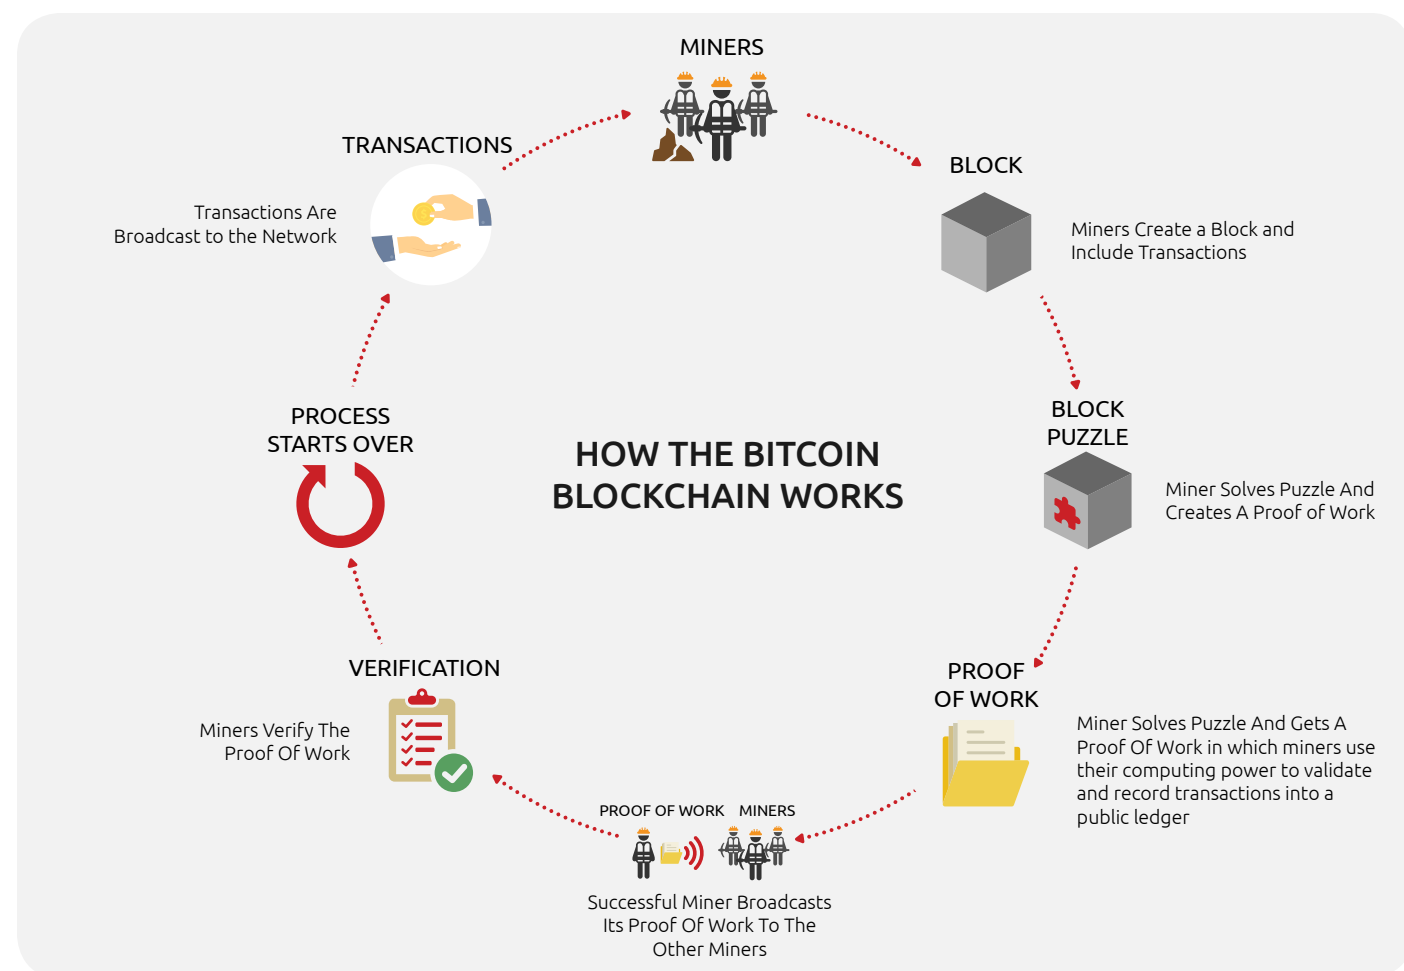 MINERS
TRANSACTIONS
Transactions Are
Broadcast to the Network
BLOCK
Miners Create a Block and
Include Transactions
BLOCK
PUZZLE
Miner Solves Puzzle And
Creates A Proof of Work
PROCESS
STARTS OVER
HOW THE BITCOIN
BLOCKCHAIN WORKS
PROOF
OF WORK
Miner Solves Puzzle And Gets A
Proof Of Work in which miners use
their computing power to validate
and record transactions into a
public ledger
PROOF OF WORK MINERS
Successful Miner Broadcasts
Its Proof Of Work To The
Other Miners
VERIFICATION
Miners Verify The
Proof Of Work